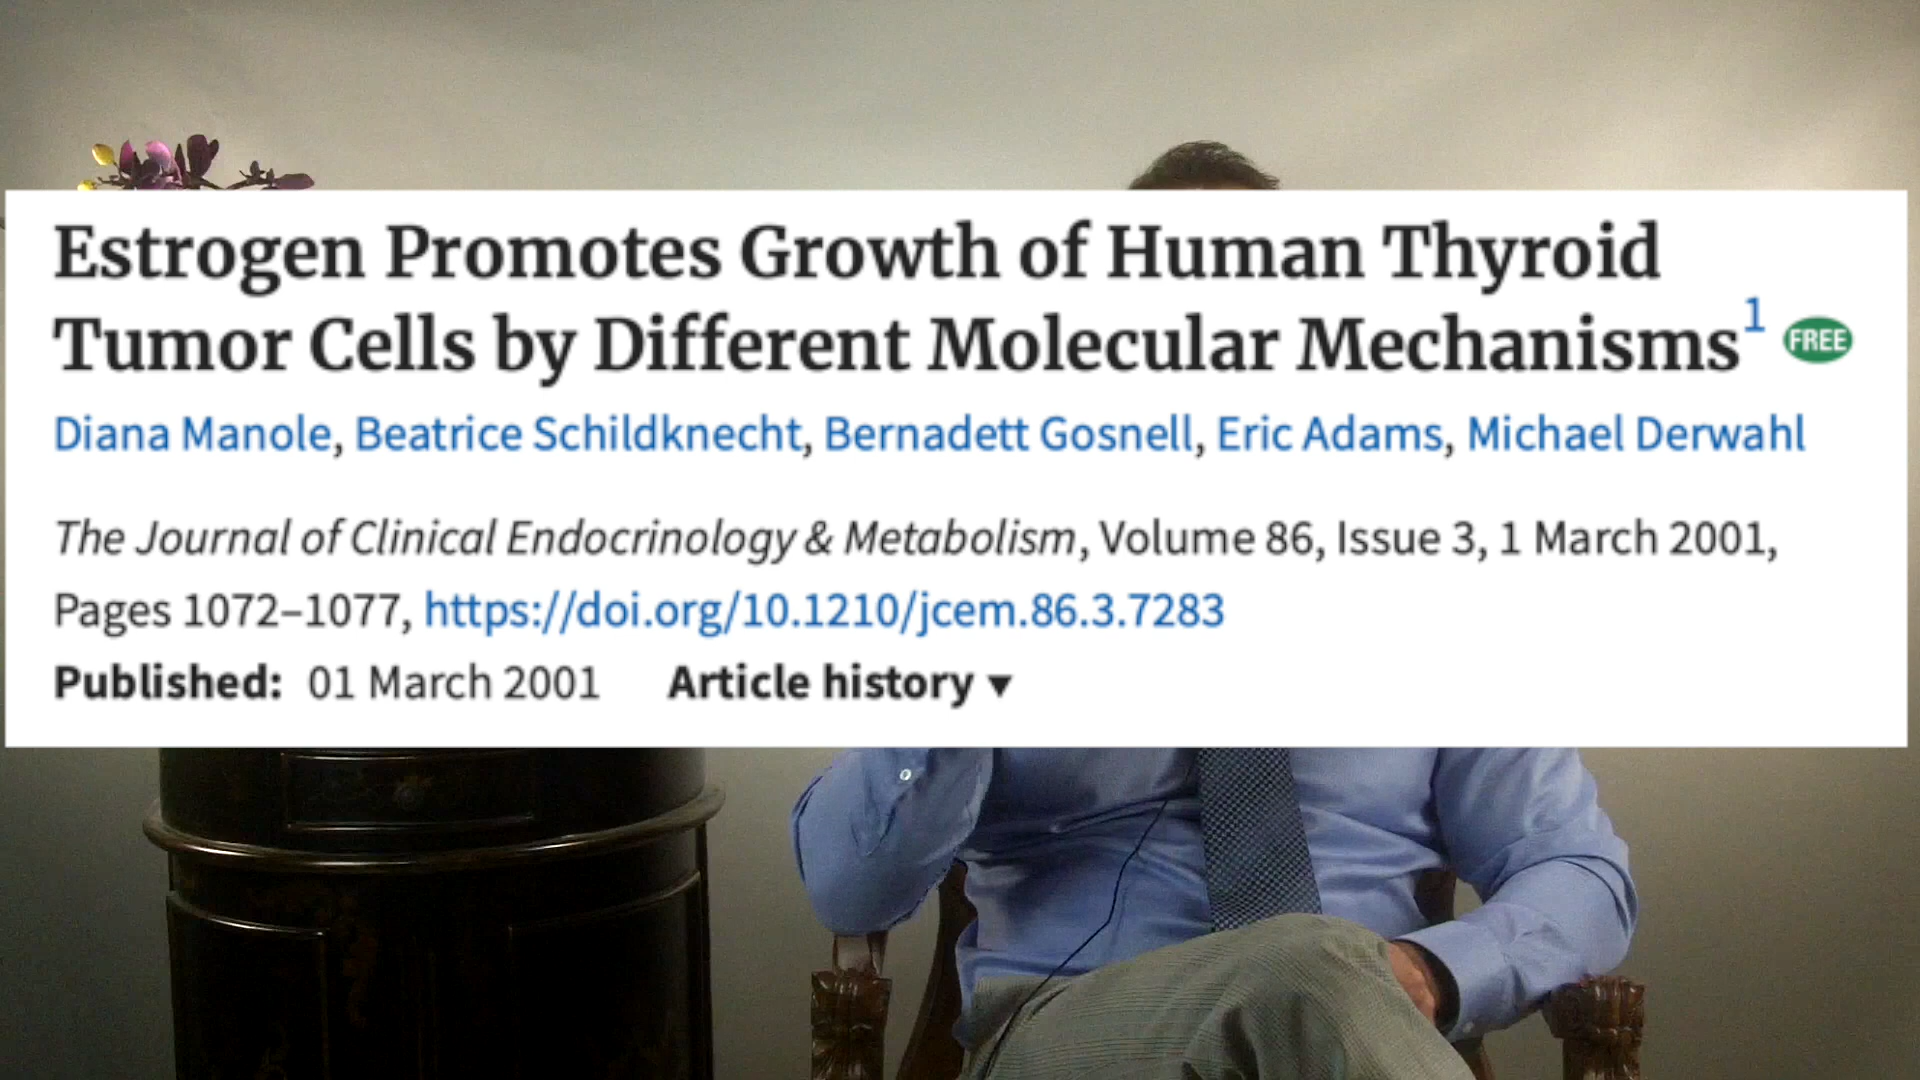 Estrogen Promotes Growth of Human Thyroid
Tumor Cells by Different Molecular Mechanisms¹ FREE
Diana Manole, Beatrice Schildknecht, Bernadett Gosnell, Eric Adams, Michael Derwahl
The Journal of Clinical Endocrinology & Metabolism, Volume 86, Issue 3, 1 March 2001,
Pages 1072–1077, https://doi.org/10.1210/jcem.86.3.7283
Published: 01 March 2001 Article history ▼